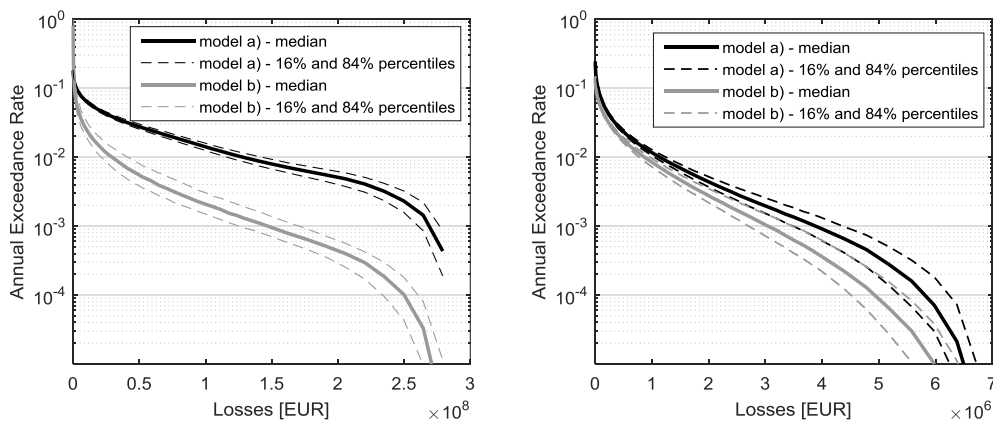 10^0
10^-1
10^-2
10^-3
10^-4
Annual Exceedance Rate
model a) - median
model a) - 16% and 84% percentiles
model b) - median
model b) - 16% and 84% percentiles
0 0.5 1 1.5 2 2.5 3
Losses [EUR]
×10^8
10^0
10^-1
10^-2
10^-3
10^-4
Annual Exceedance Rate
model a) - median
model a) - 16% and 84% percentiles
model b) - median
model b) - 16% and 84% percentiles
0 1 2 3 4 5 6 7
Losses [EUR]
×10^6